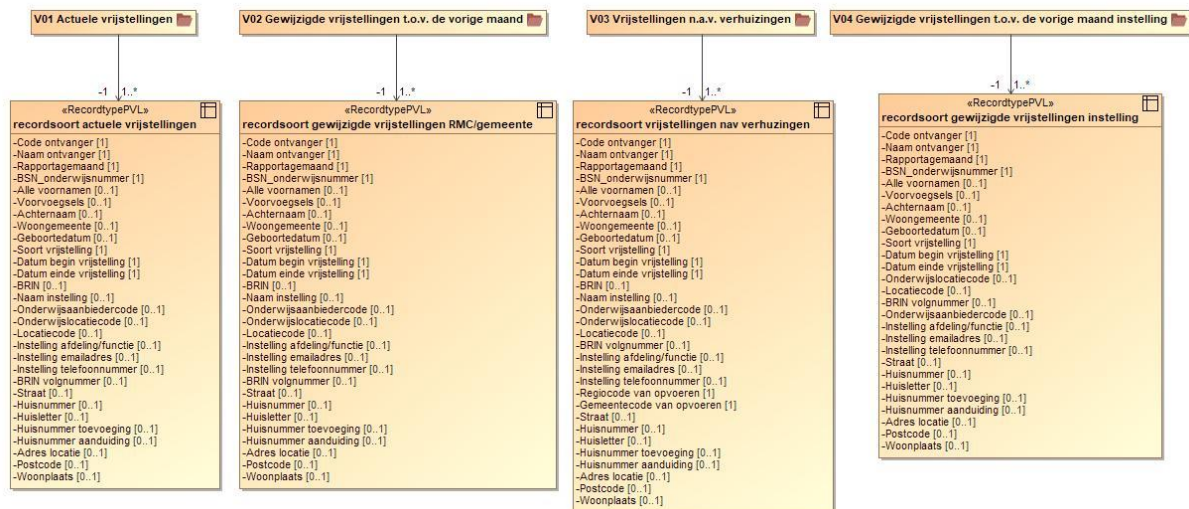 V01 Actuele vrijstellingen
-1 1..*
«RecordtypePVL»
recordsoort actuele vrijstellingen
-Code ontvanger [1]
-Naam ontvanger [1]
-Rapportagemaand [1]
-BSN_onderwijsnummer [1]
-Alle voornamen [0..1]
-Voorvoegsels [0..1]
-Achternaam [0..1]
-Woongemeente [0..1]
-Geboortedatum [0..1]
-Soort vrijstelling [1]
-Datum begin vrijstelling [1]
-Datum einde vrijstelling [1]
-BRIN [0..1]
-Naam instelling [0..1]
-Onderwijsaanbiedercode [0..1]
-Onderwijslocatiecode [0..1]
-Locatiecode [0..1]
-Instelling afdeling/functie [0..1]
-Instelling emailadres [0..1]
-Instelling telefoonnummer [0..1]
-BRIN volgnummer [0..1]
-Straat [0..1]
-Huisnummer [0..1]
-Huisletter [0..1]
-Huisnummer toevoeging [0..1]
-Huisnummer aanduiding [0..1]
-Adres locatie [0..1]
-Postcode [0..1]
-Woonplaats [0..1]
V02 Gewijzigde vrijstellingen t.o.v. de vorige maand
-1 1..*
«RecordtypePVL»
recordsoort gewijzigde vrijstellingen RMC/gemeente
-Code ontvanger [1]
-Naam ontvanger [1]
-Rapportagemaand [1]
-BSN_onderwijsnummer [1]
-Alle voornamen [0..1]
-Voorvoegsels [0..1]
-Achternaam [0..1]
-Woongemeente [0..1]
-Geboortedatum [0..1]
-Soort vrijstelling [1]
-Datum begin vrijstelling [1]
-Datum einde vrijstelling [1]
-BRIN [0..1]
-Naam instelling [0..1]
-Onderwijsaanbiedercode [0..1]
-Onderwijslocatiecode [0..1]
-Locatiecode [0..1]
-Instelling afdeling/functie [0..1]
-Instelling emailadres [0..1]
-Instelling telefoonnummer [0..1]
-BRIN volgnummer [0..1]
-Straat [0..1]
-Huisnummer [0..1]
-Huisletter [0..1]
-Huisnummer toevoeging [0..1]
-Huisnummer aanduiding [0..1]
-Adres locatie [0..1]
-Postcode [0..1]
-Woonplaats [0..1]
V03 Vrijstellingen n.a.v. verhuizingen
-1 1..*
«RecordtypePVL»
recordsoort vrijstellingen nav verhuzingen
-Code ontvanger [1]
-Naam ontvanger [1]
-Rapportagemaand [1]
-BSN_onderwijsnummer [1]
-Alle voornamen [0..1]
-Voorvoegsels [0..1]
-Achternaam [0..1]
-Woongemeente [0..1]
-Geboortedatum [0..1]
-Soort vrijstelling [1]
-Datum begin vrijstelling [1]
-Datum einde vrijstelling [1]
-BRIN [0..1]
-Naam instelling [0..1]
-Onderwijsaanbiedercode [0..1]
-Onderwijslocatiecode [0..1]
-Locatiecode [0..1]
-BRIN volgnummer [0..1]
-Instelling afdeling/functie [0..1]
-Instelling emailadres [0..1]
-Instelling telefoonnummer [0..1]
-Regiocode van opvoeren [1]
-Gemeentecode van opvoeren [1]
-Straat [0..1]
-Huisnummer [0..1]
-Huisletter [0..1]
-Huisnummer toevoeging [0..1]
-Huisnummer aanduiding [0..1]
-Adres locatie [0..1]
-Postcode [0..1]
-Woonplaats [0..1]
V04 Gewijzigde vrijstellingen t.o.v. de vorige maand instelling
-1 1..*
«RecordtypePVL»
recordsoort gewijzigde vrijstellingen instelling
-Code ontvanger [1]
-Naam ontvanger [1]
-Rapportagemaand [1]
-BSN_onderwijsnummer [1]
-Alle voornamen [0..1]
-Voorvoegsels [0..1]
-Achternaam [0..1]
-Woongemeente [0..1]
-Geboortedatum [0..1]
-Soort vrijstelling [1]
-Datum begin vrijstelling [1]
-Datum einde vrijstelling [1]
-Onderwijslocatiecode [0..1]
-Locatiecode [0..1]
-BRIN volgnummer [0..1]
-Onderwijsaanbiedercode [0..1]
-Instelling afdeling/functie [0..1]
-Instelling emailadres [0..1]
-Instelling telefoonnummer [0..1]
-Straat [0..1]
-Huisnummer [0..1]
-Huisletter [0..1]
-Huisnummer toevoeging [0..1]
-Huisnummer aanduiding [0..1]
-Adres locatie [0..1]
-Postcode [0..1]
-Woonplaats [0..1]